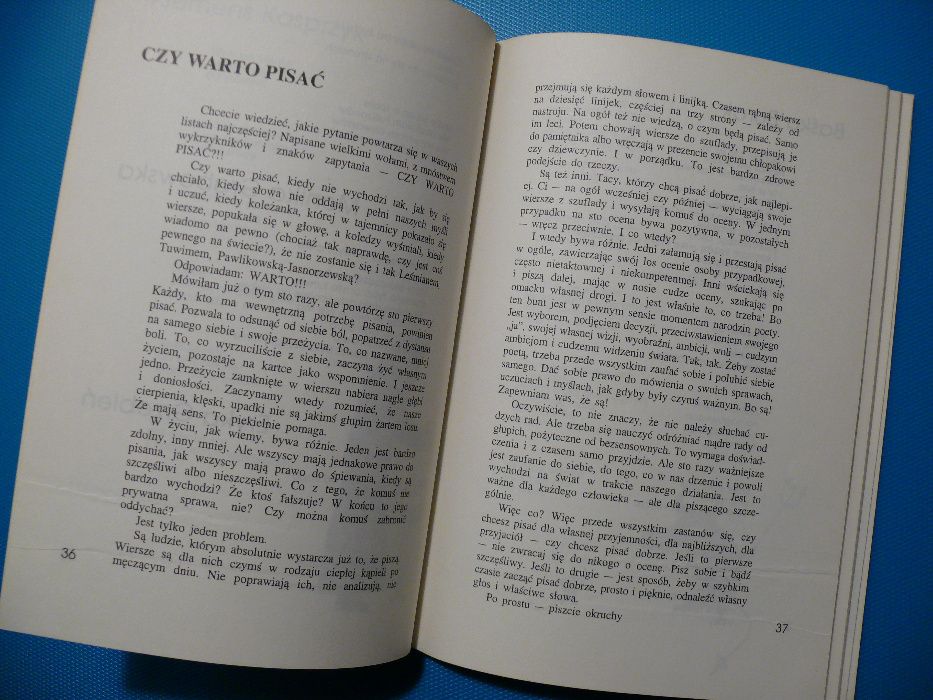 CZY WARTO PISAĆ
Chcecie wiedzieć, jakie pytanie powtarza się w waszych
listach najczęściej? Napisane wielkimi wołami, z mnóstwem
wykrzykników i znaków zapytania — CZY WARTO
PISAĆ?!!
Czy warto pisać, kiedy nie wychodzi tak, jak by się
chciało, kiedy słowa nie oddają w pełni naszych myśli
i uczuć, kiedy koleżanka, której w tajemnicy pokazało się
wiersze, popukała się w głowę, a koledzy wyśmiali, kiedy
wiadomo na pewno (chociaż tak naprawdę, czy jest coś
pewnego na świecie?), że nie zostanie się i tak Leśmianem,
Tuwimem, Pawlikowską-Jasnorzewską?
Odpowiadam: WARTO!!!
Mówiłam już o tym sto razy, ale powtórzę sto pierwszy
Każdy, kto ma wewnętrzną potrzebę pisania, powinien
pisać. Pozwala to odsunąć od siebie ból, popatrzeć z dystansu
na samego siebie i swoje przeżycia. To, co nazwane, mniej
boli. To, co wyrzuciliście z siebie, zaczyna żyć własnym
życiem, pozostaje na kartce jako wspomnienie. I jeszcze
jedno. Przeżycie zamknięte w wierszu nabiera nagle głębi
i doniosłości. Zaczynamy wtedy rozumieć, że nasze
cierpienia, klęski, upadki nie są jakimś głupim żartem losu.
Że mają sens. To piekielnie pomaga.
W życiu, jak wiemy, bywa różnie. Jeden jest bardzo
zdolny, inny mniej. Ale wszyscy mają jednakowe prawo do
pisania, jak wszyscy mają prawo do śpiewania, kiedy są
szczęśliwi albo nieszczęśliwi. Co z tego, że komuś nie
bardzo wychodzi? Że ktoś fałszuje? W końcu to jego
prywatna sprawa, nie? Czy można komuś zabronić
oddychać?
Jest tylko jeden problem.
Są ludzie, którym absolutnie wystarcza już to, że piszą.
Wiersze są dla nich czymś w rodzaju ciepłej kąpieli po
męczącym dniu. Nie poprawiają ich, nie analizują, nie
36
przejmują się każdym słowem i linijką. Czasem rąbną wiersz
na dziesięć linijek, częściej na trzy strony — zależy od
nastroju. Na ogół też nie wiedzą, o czym będą pisać. Samo
im leci. Potem chowają wiersze do szuflady, przepisują je
do pamiętnika albo wręczają w prezencie swojemu chłopakowi
czy dziewczynie. I w porządku. To jest bardzo zdrowe
podejście do rzeczy.
Są też inni. Tacy, którzy chcą pisać dobrze, jak najlepi-
ej. Ci — na ogół wcześniej czy później — wyciągają swoje
wiersze z szuflady i wysyłają komuś do oceny. W jednym
przypadku na sto ocena bywa pozytywna, w pozostałych
— wręcz przeciwnie. I co wtedy?
I wtedy bywa różnie. Jedni załamują się i przestają pisać
w ogóle, zawierzając swój los ocenie osoby przypadkowej,
często nietaktownej i niekompetentnej. Inni wściekają się
i piszą dalej, mając w nosie cudze oceny, szukając po
omacku własnej drogi. I to jest właśnie to, co trzeba! Bo
ten bunt jest w pewnym sensie momentem narodzin poety.
Jest wyborem, podjęciem decyzji, przeciwstawieniem swojego
„ja”, swojej własnej wizji, wyobraźni, ambicji, woli — cudzym
ambicjom i cudzemu widzeniu świata. Tak, tak. Żeby zostać
poetą, trzeba przede wszystkim zaufać sobie i polubić siebie
samego. Dać sobie prawo do mówienia o swoich sprawach,
uczuciach i myślach, jak gdyby były czymś ważnym. Bo są!
Zapewniam was, że są!
Oczywiście, to nie znaczy, że nie należy słuchać cu-
dzych rad. Ale trzeba się nauczyć odróżniać mądre rady od
głupich, pożyteczne od bezsensownych. To wymaga doświad-
czenia i z czasem samo przyjdzie. Ale sto razy ważniejsze
jest zaufanie do siebie, do tego, co w nas drzemie i powoli
wychodzi na świat w trakcie naszego działania. Jest to
ważne dla każdego człowieka — ale dla piszącego szcze-
gólnie.
Więc co? Więc przede wszystkim zastanów się, czy
chcesz pisać dla własnej przyjemności, dla najbliższych, dla
przyjaciół — czy chcesz pisać dobrze. Jeśli to pierwsze
— nie zwracaj się do nikogo o ocenę. Pisz sobie i bądź
szczęśliwy. Jeśli to drugie — jest sposób, żeby w szybkim
czasie zacząć pisać dobrze, prosto i pięknie, odnaleźć własny
głos i właściwe słowa.
Po prostu — piszcie okruchy
37